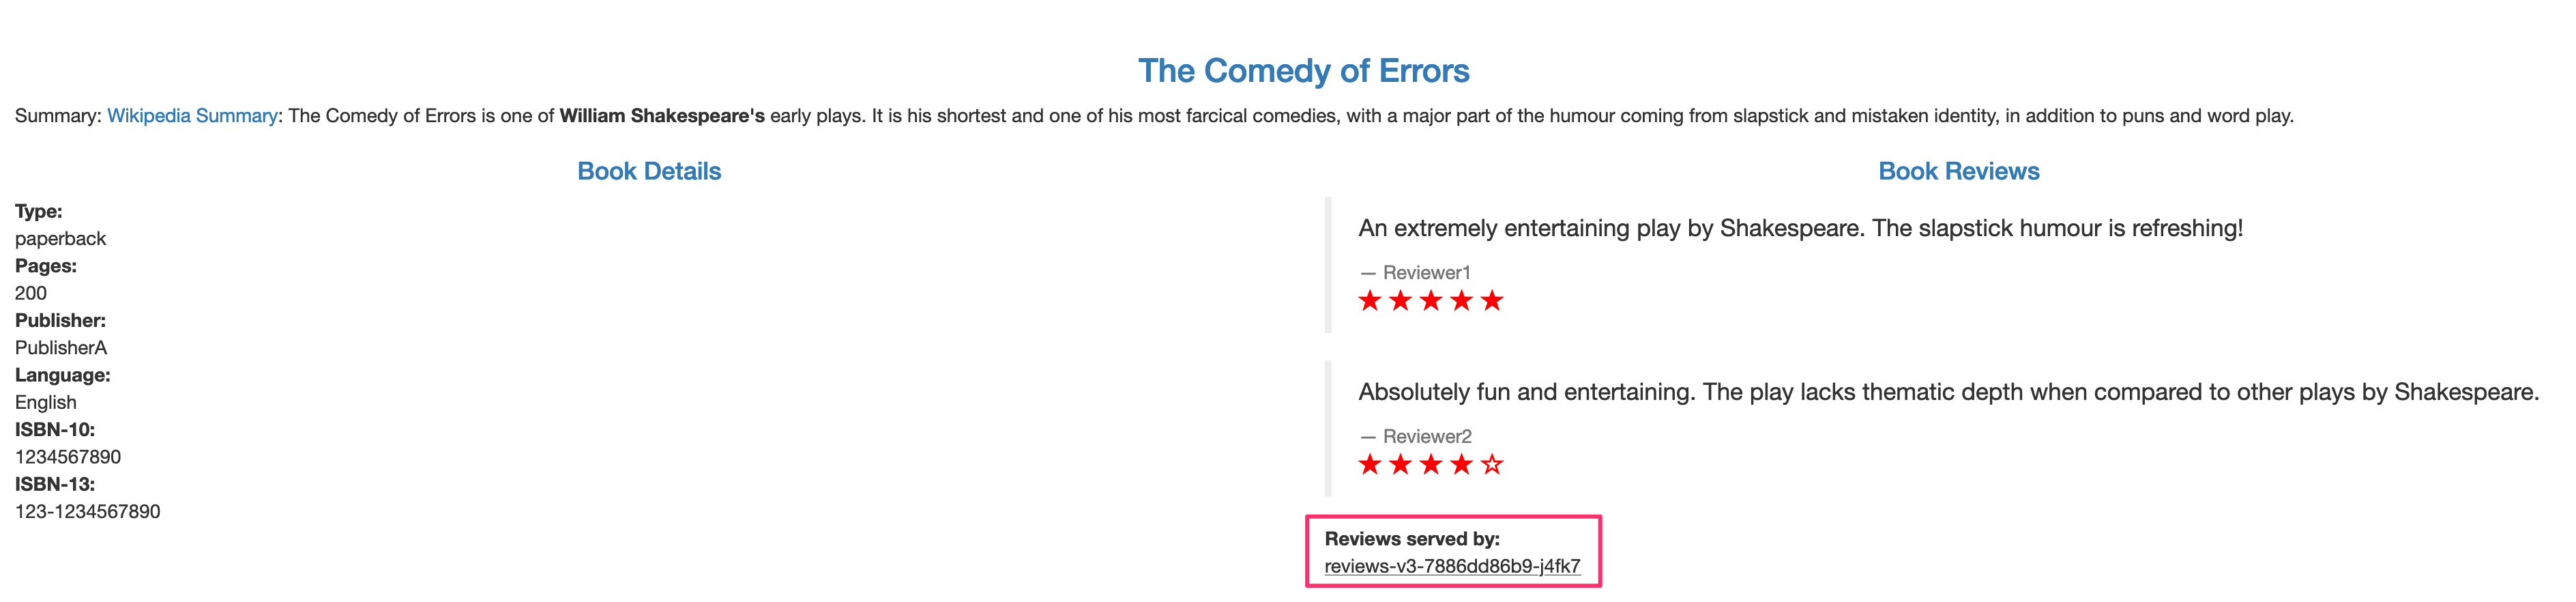 The Comedy of Errors
Summary: Wikipedia Summary: The Comedy of Errors is one of William Shakespeare's early plays. It is his shortest and one of his most farcical comedies, with a major part of the humour coming from slapstick and mistaken identity, in addition to puns and word play.
Book Details
Type:
paperback
Pages:
200
Publisher:
PublisherA
Language:
English
ISBN-10:
1234567890
ISBN-13:
123-1234567890
Book Reviews
An extremely entertaining play by Shakespeare. The slapstick humour is refreshing!
— Reviewer1
Absolutely fun and entertaining. The play lacks thematic depth when compared to other plays by Shakespeare.
— Reviewer2
Reviews served by:
reviews-v3-7886dd86b9-j4fk7